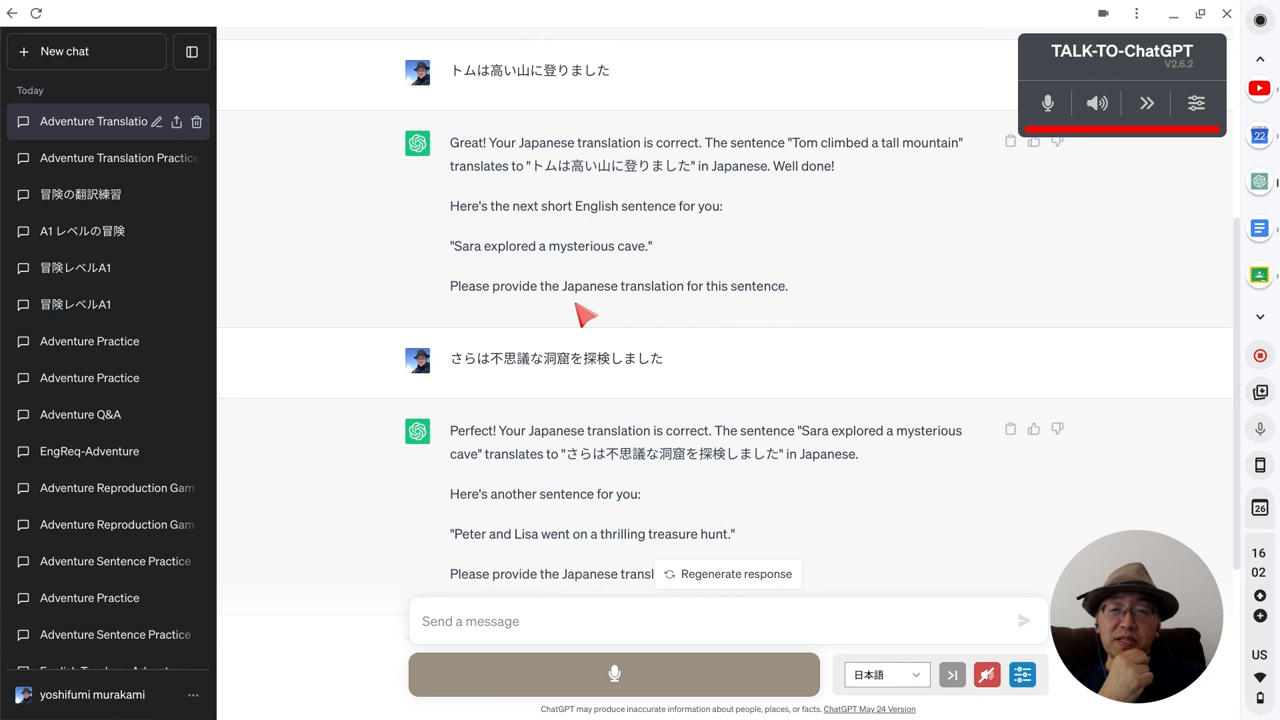 New chat
Today
Adventure Translatio
Adventure Translation Practice
冒険の翻訳練習
A1 レベルの冒険
冒険レベルA1
冒険レベルA1
Adventure Practice
Adventure Practice
Adventure Q&A
EngReq-Adventure
Adventure Reproduction Gam
Adventure Reproduction Gam
Adventure Sentence Practice
Adventure Practice
Adventure Sentence Practice
yoshifumi murakami
トムは高い山に登りました
Great! Your Japanese translation is correct. The sentence "Tom climbed a tall mountain"
translates to "トムは高い山に登りました" in Japanese. Well done!
Here's the next short English sentence for you:
"Sara explored a mysterious cave."
Please provide the Japanese translation for this sentence.
さらは不思議な洞窟を探検しました
Perfect! Your Japanese translation is correct. The sentence "Sara explored a mysterious
cave" translates to "さらは不思議な洞窟を探検しました" in Japanese.
Here's another sentence for you:
"Peter and Lisa went on a thrilling treasure hunt."
Please provide the Japanese transl
Regenerate response
Send a message
日本語
ChatGPT may produce inaccurate information about people, places, or facts. ChatGPT May 24 Version
TALK-TO-ChatGPT
V2.6.2
22
26
16
02
US